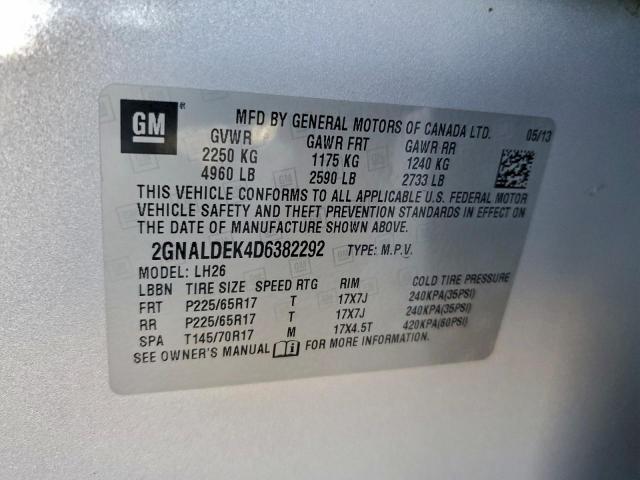 GM
MFD BY GENERAL MOTORS OF CANADA LTD. 05/13
GVWR GAWR FRT GAWR RR
2250 KG 1175 KG 1240 KG
4960 LB 2590 LB 2733 LB
THIS VEHICLE CONFORMS TO ALL APPLICABLE U.S. FEDERAL MOTOR
VEHICLE SAFETY AND THEFT PREVENTION STANDARDS IN EFFECT ON
THE DATE OF MANUFACTURE SHOWN ABOVE.
2GNALDEK4D6382292 TYPE: M.P.V.
MODEL: LH26
LBBN TIRE SIZE SPEED RTG RIM COLD TIRE PRESSURE
FRT P225/65R17 T 17X7J 240KPA(35PSI)
RR P225/65R17 T 17X7J 240KPA(35PSI)
SPA T145/70R17 M 17X4.5T 420KPA(60PSI)
SEE OWNER'S MANUAL FOR MORE INFORMATION.